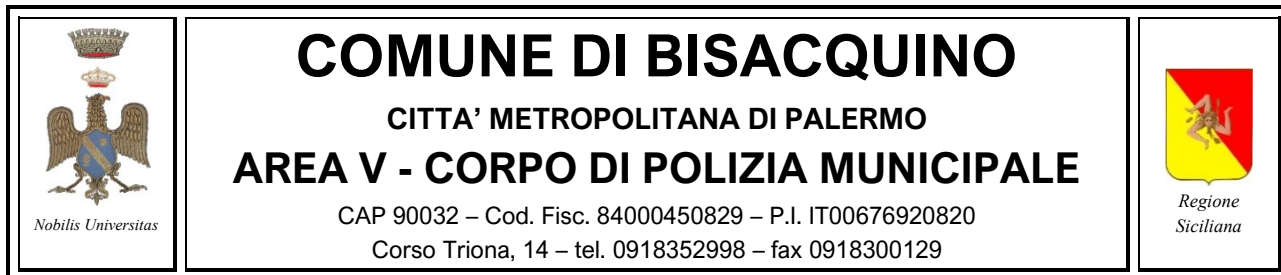 Nobilis Universitas
COMUNE DI BISACQUINO
CITTA’ METROPOLITANA DI PALERMO
AREA V - CORPO DI POLIZIA MUNICIPALE
CAP 90032 – Cod. Fisc. 84000450829 – P.I. IT00676920820
Corso Triona, 14 – tel. 0918352998 – fax 0918300129
Regione
Siciliana